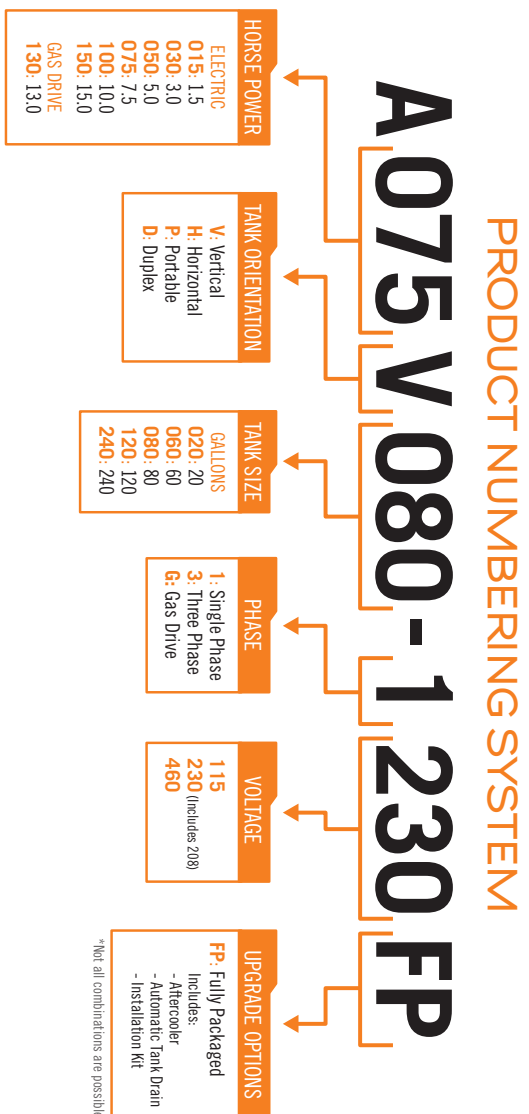 PRODUCT NUMBERING SYSTEM
A 075 V 080 - 1 230 FP
HORSE POWER
ELECTRIC
015: 1.5
030: 3.0
050: 5.0
075: 7.5
100: 10.0
150: 15.0
GAS DRIVE
130: 13.0
TANK ORIENTATION
V: Vertical
H: Horizontal
P: Portable
D: Duplex
TANK SIZE
GALLONS
020: 20
060: 60
080: 80
120: 120
240: 240
PHASE
1: Single Phase
3: Three Phase
G: Gas Drive
VOLTAGE
115
230 (Includes 208)
460
UPGRADE OPTIONS
FP: Fully Packaged
Includes:
- Aftercooler
- Automatic Tank Drain
- Installation Kit
*Not all combinations are possible